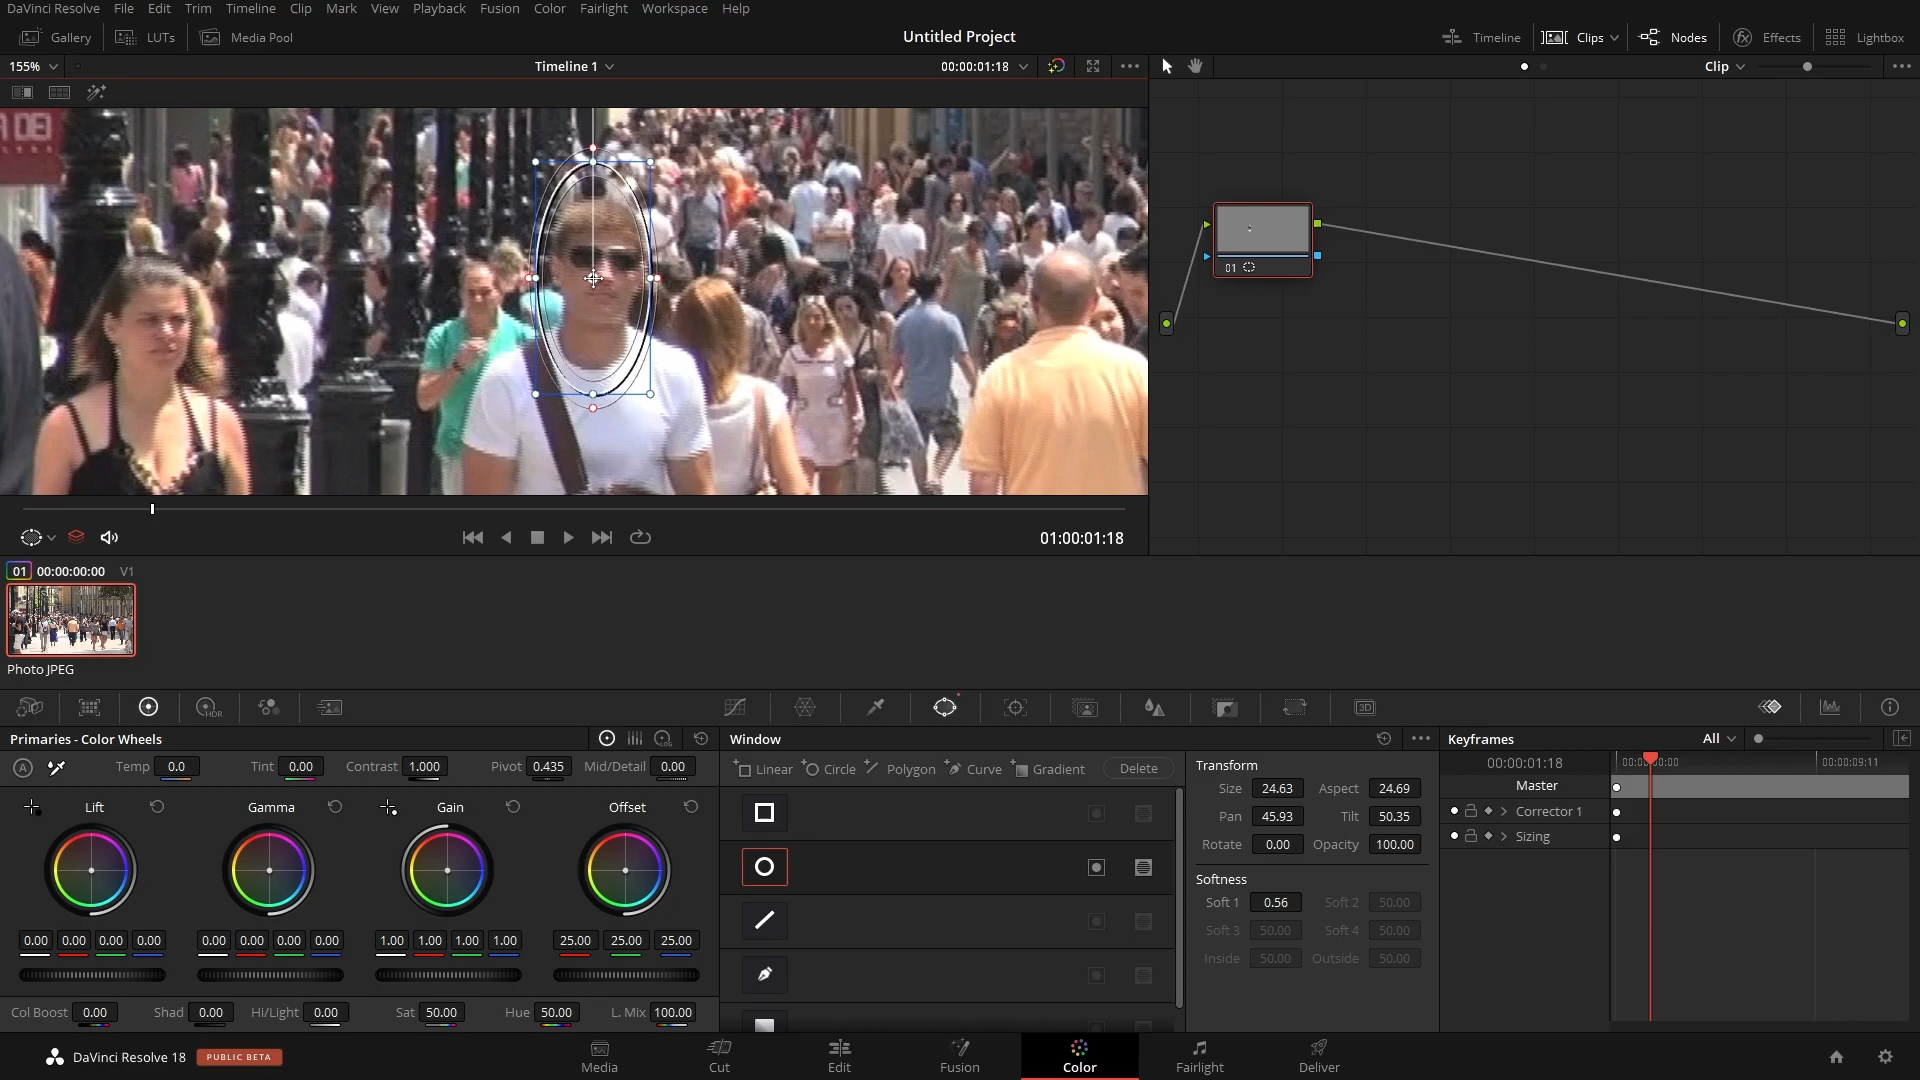 DaVinci Resolve File Edit Trim Timeline Clip Mark View Playback Fusion Color Fairlight Workspace Help
Gallery LUTs Media Pool Untitled Project Timeline Clips Nodes Effects Lightbox
155% Timeline 1 00:00:01:18 Clip
01
01:00:01:18
01 00:00:00:00 V1
Photo JPEG
HDR 3D
Primaries - Color Wheels LOG Window Keyframes All
A Temp 0.0 Tint 0.00 Contrast 1.000 Pivot 0.435 Mid/Detail 0.00
Linear Circle Polygon Curve Gradient Delete
Transform
00:00:01:18 00:00:09:11
Lift Gamma Gain Offset
Size 24.63 Aspect 24.69
Master
Pan 45.93 Tilt 50.35
Corrector 1
Rotate 0.00 Opacity 100.00
Sizing
Softness
Soft 1 0.56 Soft 2 50.00
Soft 3 50.00 Soft 4 50.00
Inside 50.00 Outside 50.00
0.00 0.00 0.00 0.00 0.00 0.00 0.00 0.00 1.00 1.00 1.00 1.00 25.00 25.00 25.00
Col Boost 0.00 Shad 0.00 Hi/Light 0.00 Sat 50.00 Hue 50.00 L. Mix 100.00
DaVinci Resolve 18 PUBLIC BETA Media Cut Edit Fusion Color Fairlight Deliver